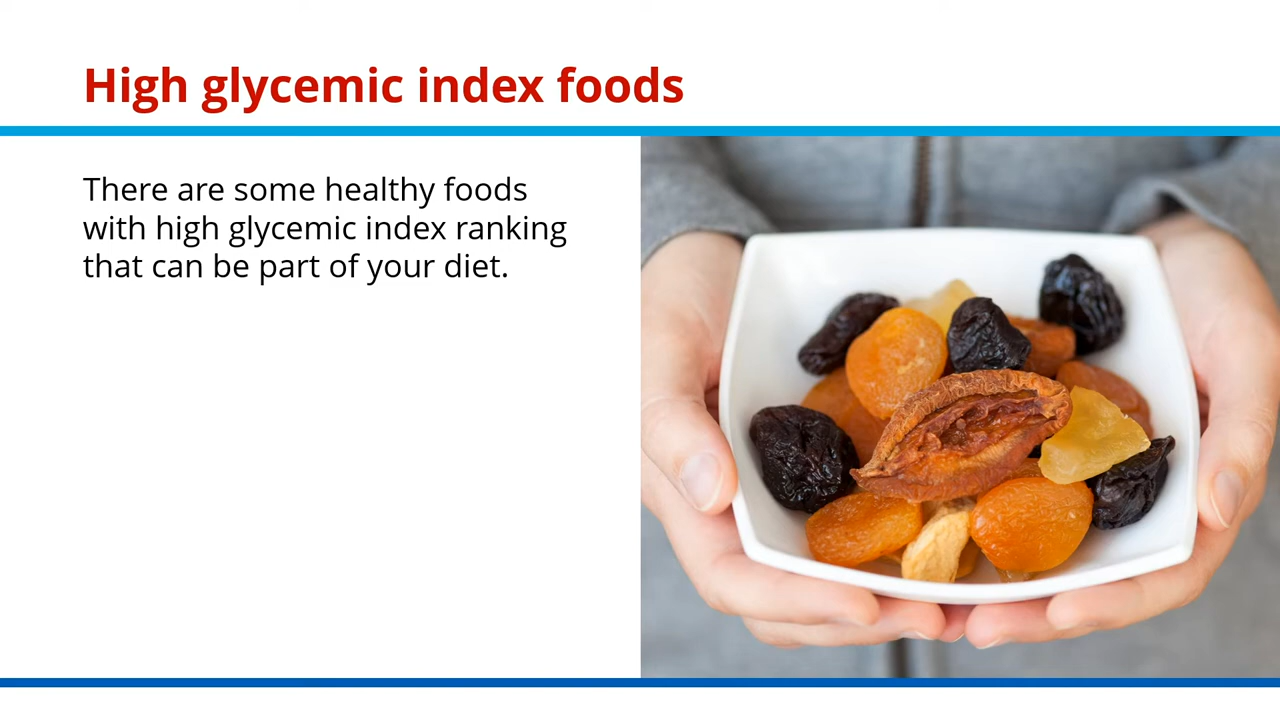 High glycemic index foods
There are some healthy foods
with high glycemic index ranking
that can be part of your diet.